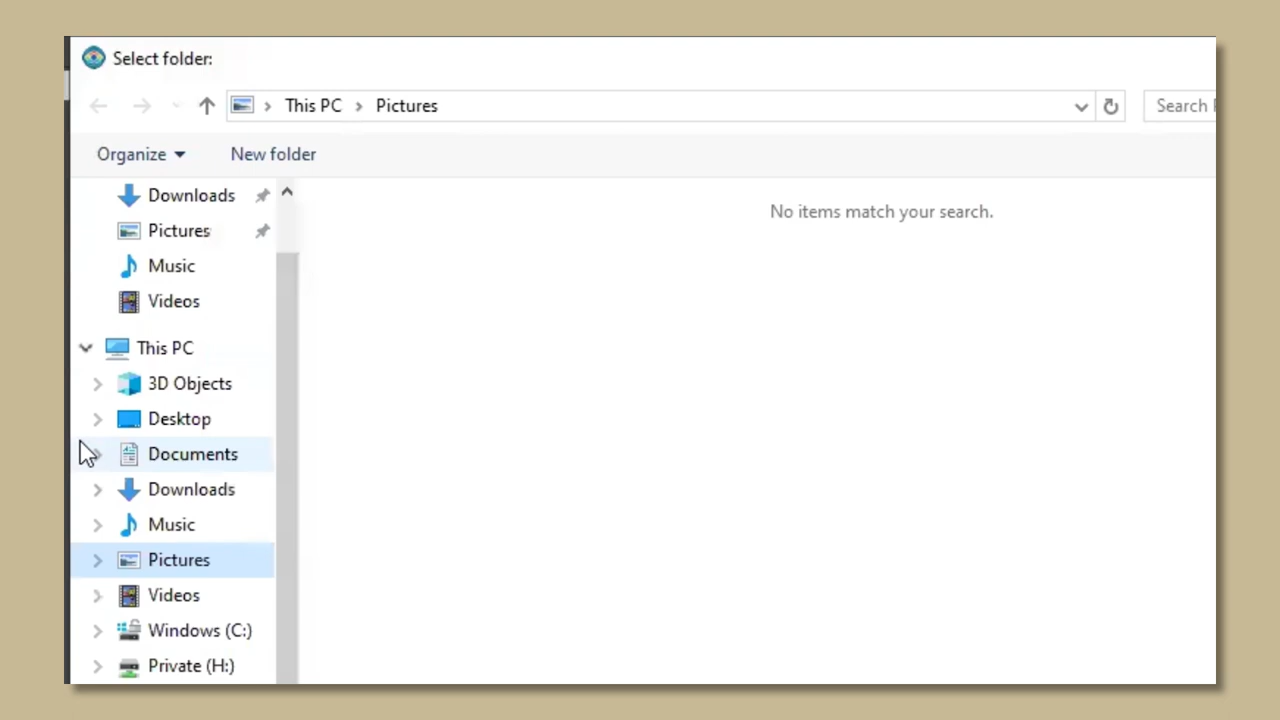 Select folder:
This PC > Pictures
Search
Organize
New folder
Downloads
Pictures
Music
Videos
No items match your search.
This PC
3D Objects
Desktop
Documents
Downloads
Music
Pictures
Videos
Windows (C:)
Private (H:)